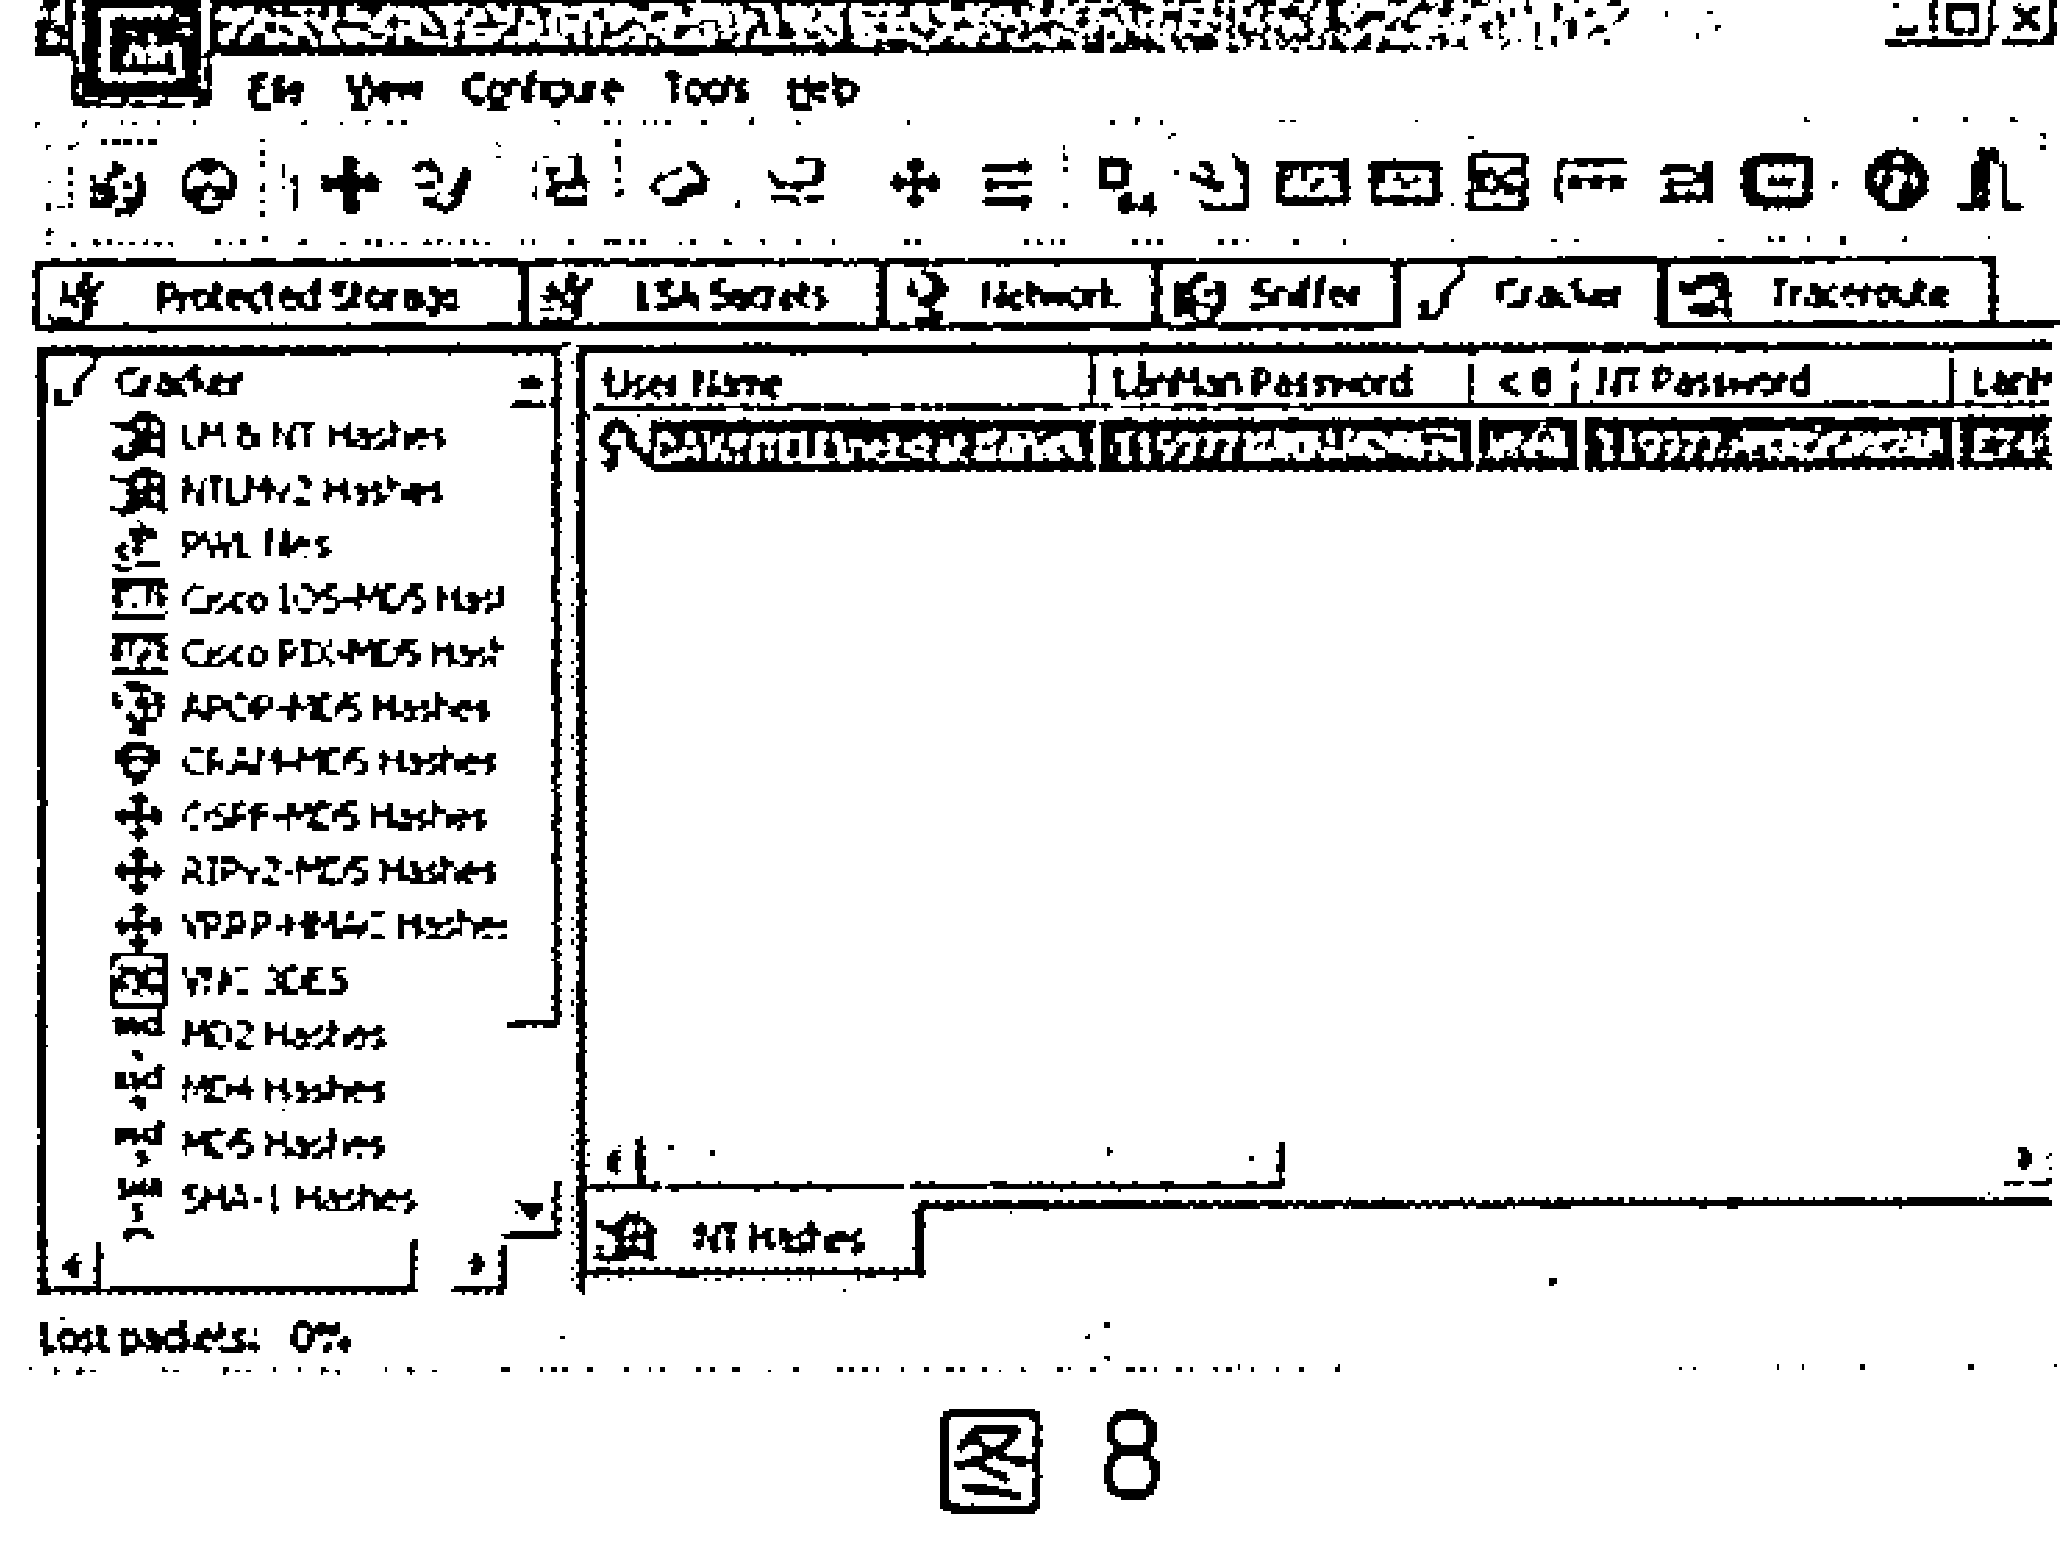 File View Configure Tools Help
Protected Storage LSA Secrets Network Sniffer Cracker Traceroute
Cracker
LM & NT Hashes
NTLMv2 Hashes
PWL files
Cisco IOS-MD5 Hash
Cisco PIX-MD5 Hash
APOP-MD5 Hashes
CRAM-MD5 Hashes
OSPF-MD5 Hashes
RIPv2-MD5 Hashes
VRRP-HMAC Hashes
VNC 3DES
MD2 Hashes
MD4 Hashes
MD5 Hashes
SHA-1 Hashes
User Name LanMan Password < 8 NT Password LanM
NT Hashes
Lost packets: 0%
图 8